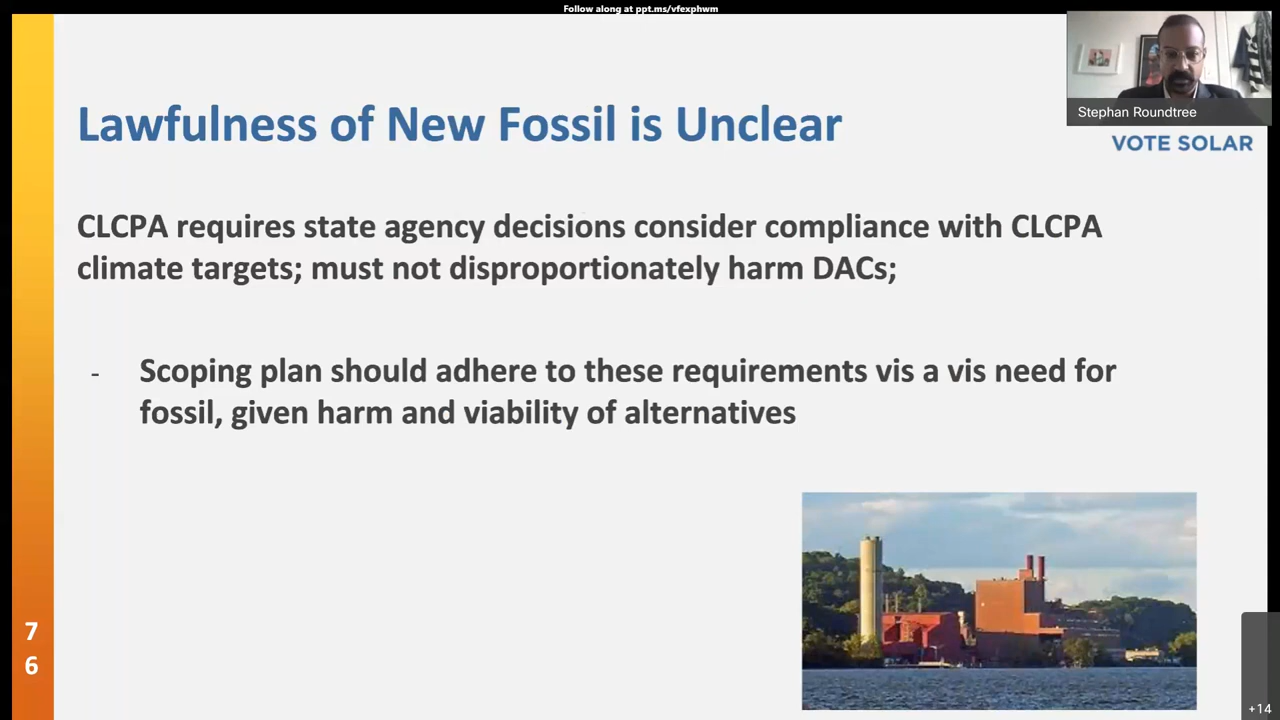 Follow along at ppt.ms/vfexphwm
Stephan Roundtree
VOTE SOLAR
Lawfulness of New Fossil is Unclear
CLCPA requires state agency decisions consider compliance with CLCPA
climate targets; must not disproportionately harm DACs;
- Scoping plan should adhere to these requirements vis a vis need for
fossil, given harm and viability of alternatives
7
6
+14